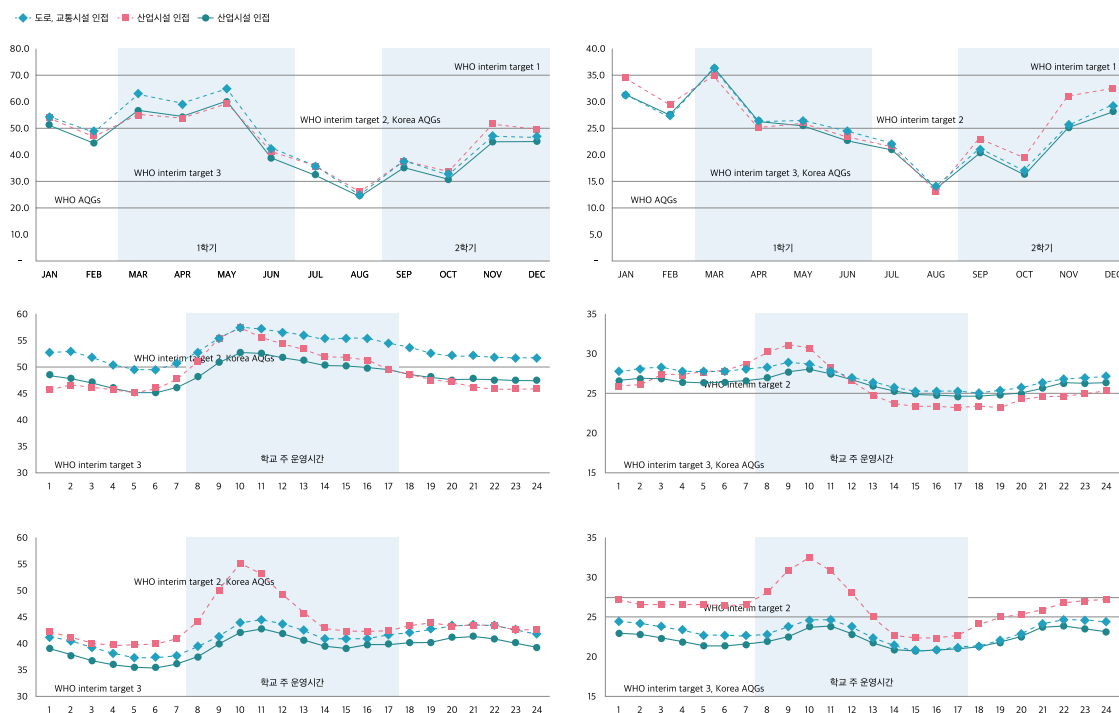 도로, 교통시설 인접 산업시설 인접 산업시설 인접
80.0
70.0
60.0
50.0
40.0
30.0
20.0
10.0
–
WHO interim target 1
WHO interim target 2, Korea AQGs
WHO interim target 3
WHO AQGs
1학기 2학기
JAN FEB MAR APR MAY JUN JUL AUG SEP OCT NOV DEC
40.0
35.0
30.0
25.0
20.0
15.0
10.0
5.0
–
WHO interim target 1
WHO interim target 2
WHO interim target 3, Korea AQGs
WHO AQGs
1학기 2학기
JAN FEB MAR APR MAY JUN JUL AUG SEP OCT NOV DEC
60
55
50
45
40
35
30
WHO interim target 2, Korea AQGs
학교 주 운영시간
WHO interim target 3
1 2 3 4 5 6 7 8 9 10 11 12 13 14 15 16 17 18 19 20 21 22 23 24
35
30
25
20
15
WHO interim target 2
학교 주 운영시간
WHO interim target 3, Korea AQGs
1 2 3 4 5 6 7 8 9 10 11 12 13 14 15 16 17 18 19 20 21 22 23 24
60
55
50
45
40
35
30
WHO interim target 2, Korea AQGs
학교 주 운영시간
WHO interim target 3
1 2 3 4 5 6 7 8 9 10 11 12 13 14 15 16 17 18 19 20 21 22 23 24
35
30
25
20
15
WHO interim target 2
학교 주 운영시간
WHO interim target 3, Korea AQGs
1 2 3 4 5 6 7 8 9 10 11 12 13 14 15 16 17 18 19 20 21 22 23 24